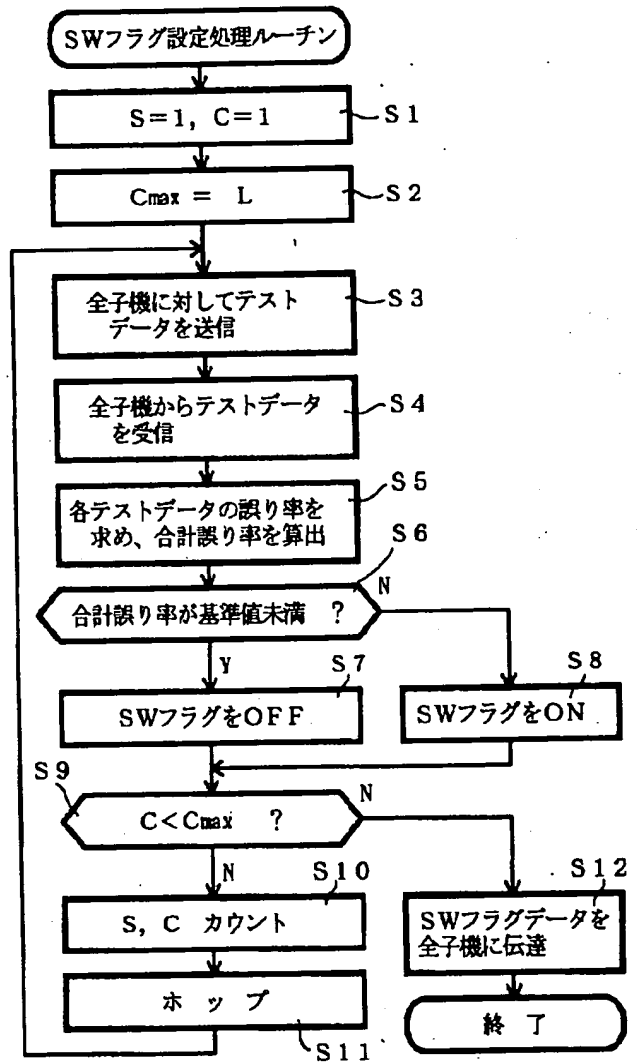 SWフラグ設定処理ルーチン
S=1, C=1
S1
Cmax = L
S2
全子機に対してテスト
データを送信
S3
全子機からテストデータ
を受信
S4
各テストデータの誤り率を
求め、合計誤り率を算出
S5
合計誤り率が基準値未満 ?
S6
N
Y
SWフラグをOFF
S7
SWフラグをON
S8
C<Cmax ?
S9
N
N
S, C カウント
S10
ホップ
S11
SWフラグデータを
全子機に伝達
S12
終了